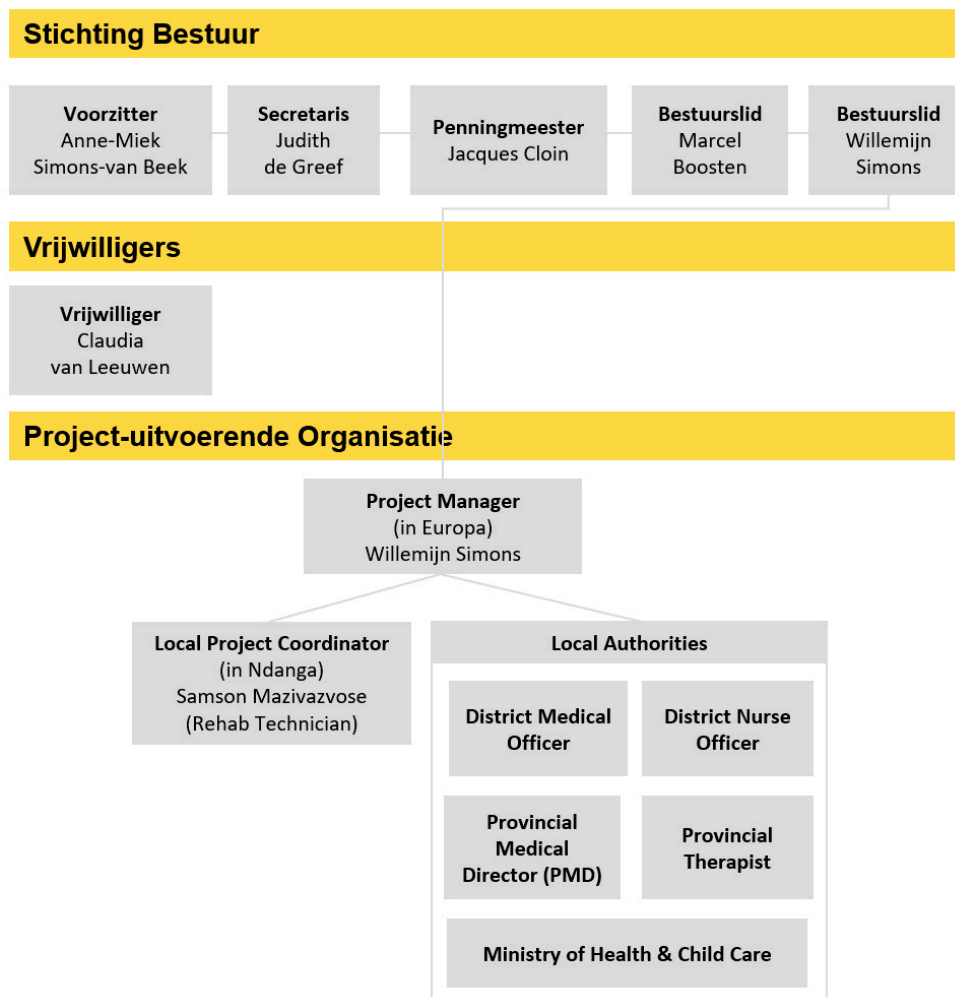 Stichting Bestuur
Voorzitter
Anne-Miek
Simons-van Beek
Secretaris
Judith
de Greef
Penningmeester
Jacques Cloin
Bestuurslid
Marcel
Boosten
Bestuurslid
Willemijn
Simons
Vrijwilligers
Vrijwilliger
Claudia
van Leeuwen
Project-uitvoerende Organisatie
Project Manager
(in Europa)
Willemijn Simons
Local Project Coordinator
(in Ndanga)
Samson Mazivazvose
(Rehab Technician)
Local Authorities
District Medical
Officer
District Nurse
Officer
Provincial
Medical
Director (PMD)
Provincial
Therapist
Ministry of Health & Child Care